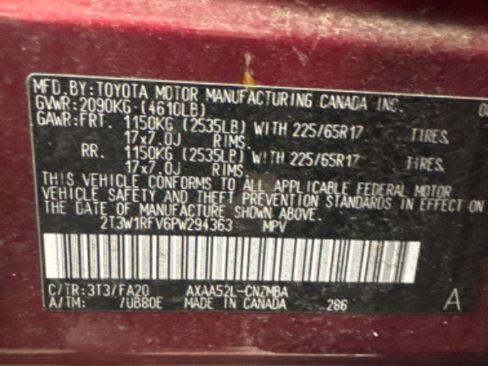 MFD.BY:TOYOTA MOTOR MANUFACTURING CANADA INC.
GVWR:2090KG (4610LB)
GAWR:FRT. 1150KG (2535LB) WITH 225/65R17 TIRES,
17x7.0J RIMS.
RR. 1150KG (2535LB) WITH 225/65R17 TIRES,
17x7.0J RIMS.
THIS VEHICLE CONFORMS TO ALL APPLICABLE FEDERAL MOTOR
VEHICLE SAFETY AND THEFT PREVENTION STANDARDS IN EFFECT ON
THE DATE OF MANUFACTURE SHOWN ABOVE.
2T3W1RFV6PW294363 MPV
C/TR:3T3/FA20 AXAA52L-CNZMBA
A/TM: /UB80E MADE IN CANADA 286 A